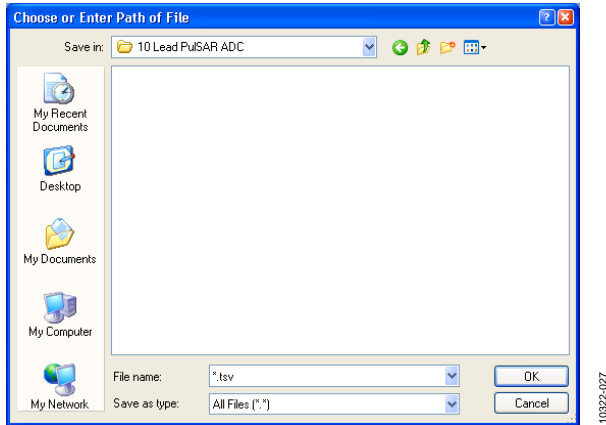 Choose or Enter Path of File
Save in:
10 Lead PulSAR ADC
My Recent
Documents
Desktop
My Documents
My Computer
My Network
File name:
*.tsv
OK
Save as type:
All Files (*.*)
Cancel
10322-027